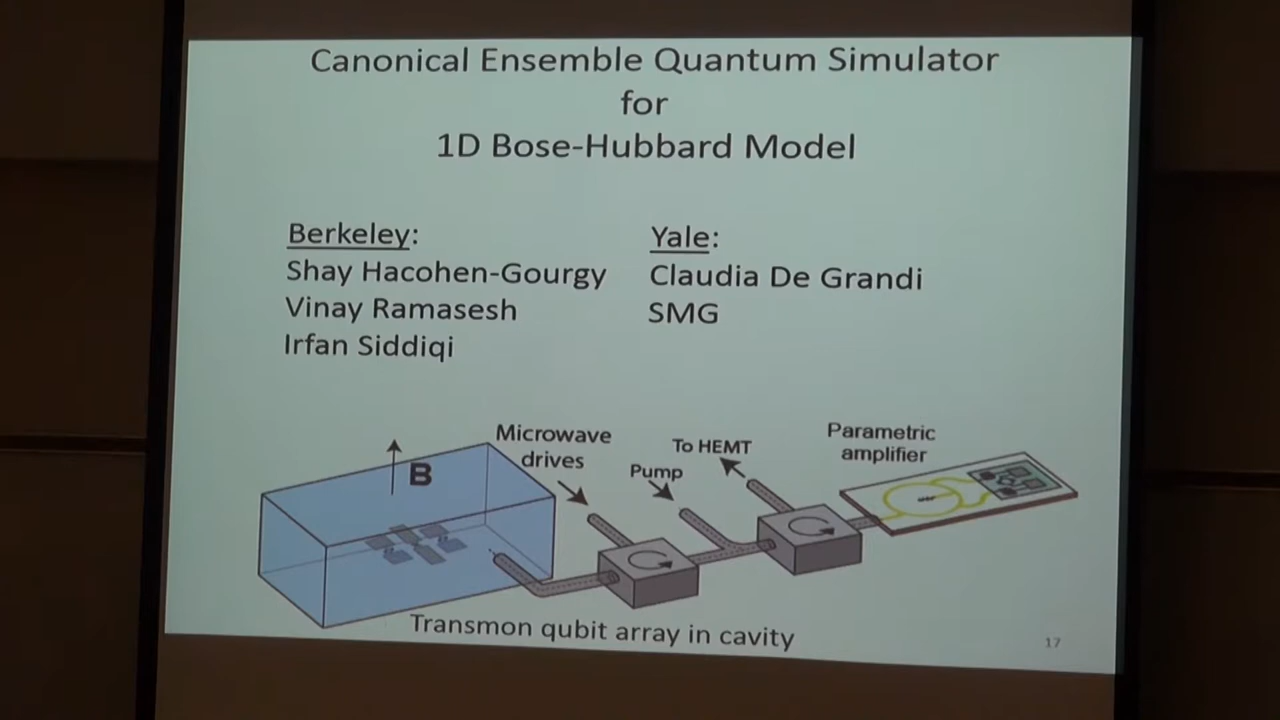 Canonical Ensemble Quantum Simulator
for
1D Bose-Hubbard Model
Berkeley:
Shay Hacohen-Gourgy
Vinay Ramasesh
Irfan Siddiqi
Yale:
Claudia De Grandi
SMG
B
Microwave
drives
Pump
To HEMT
Parametric
amplifier
Transmon qubit array in cavity
17